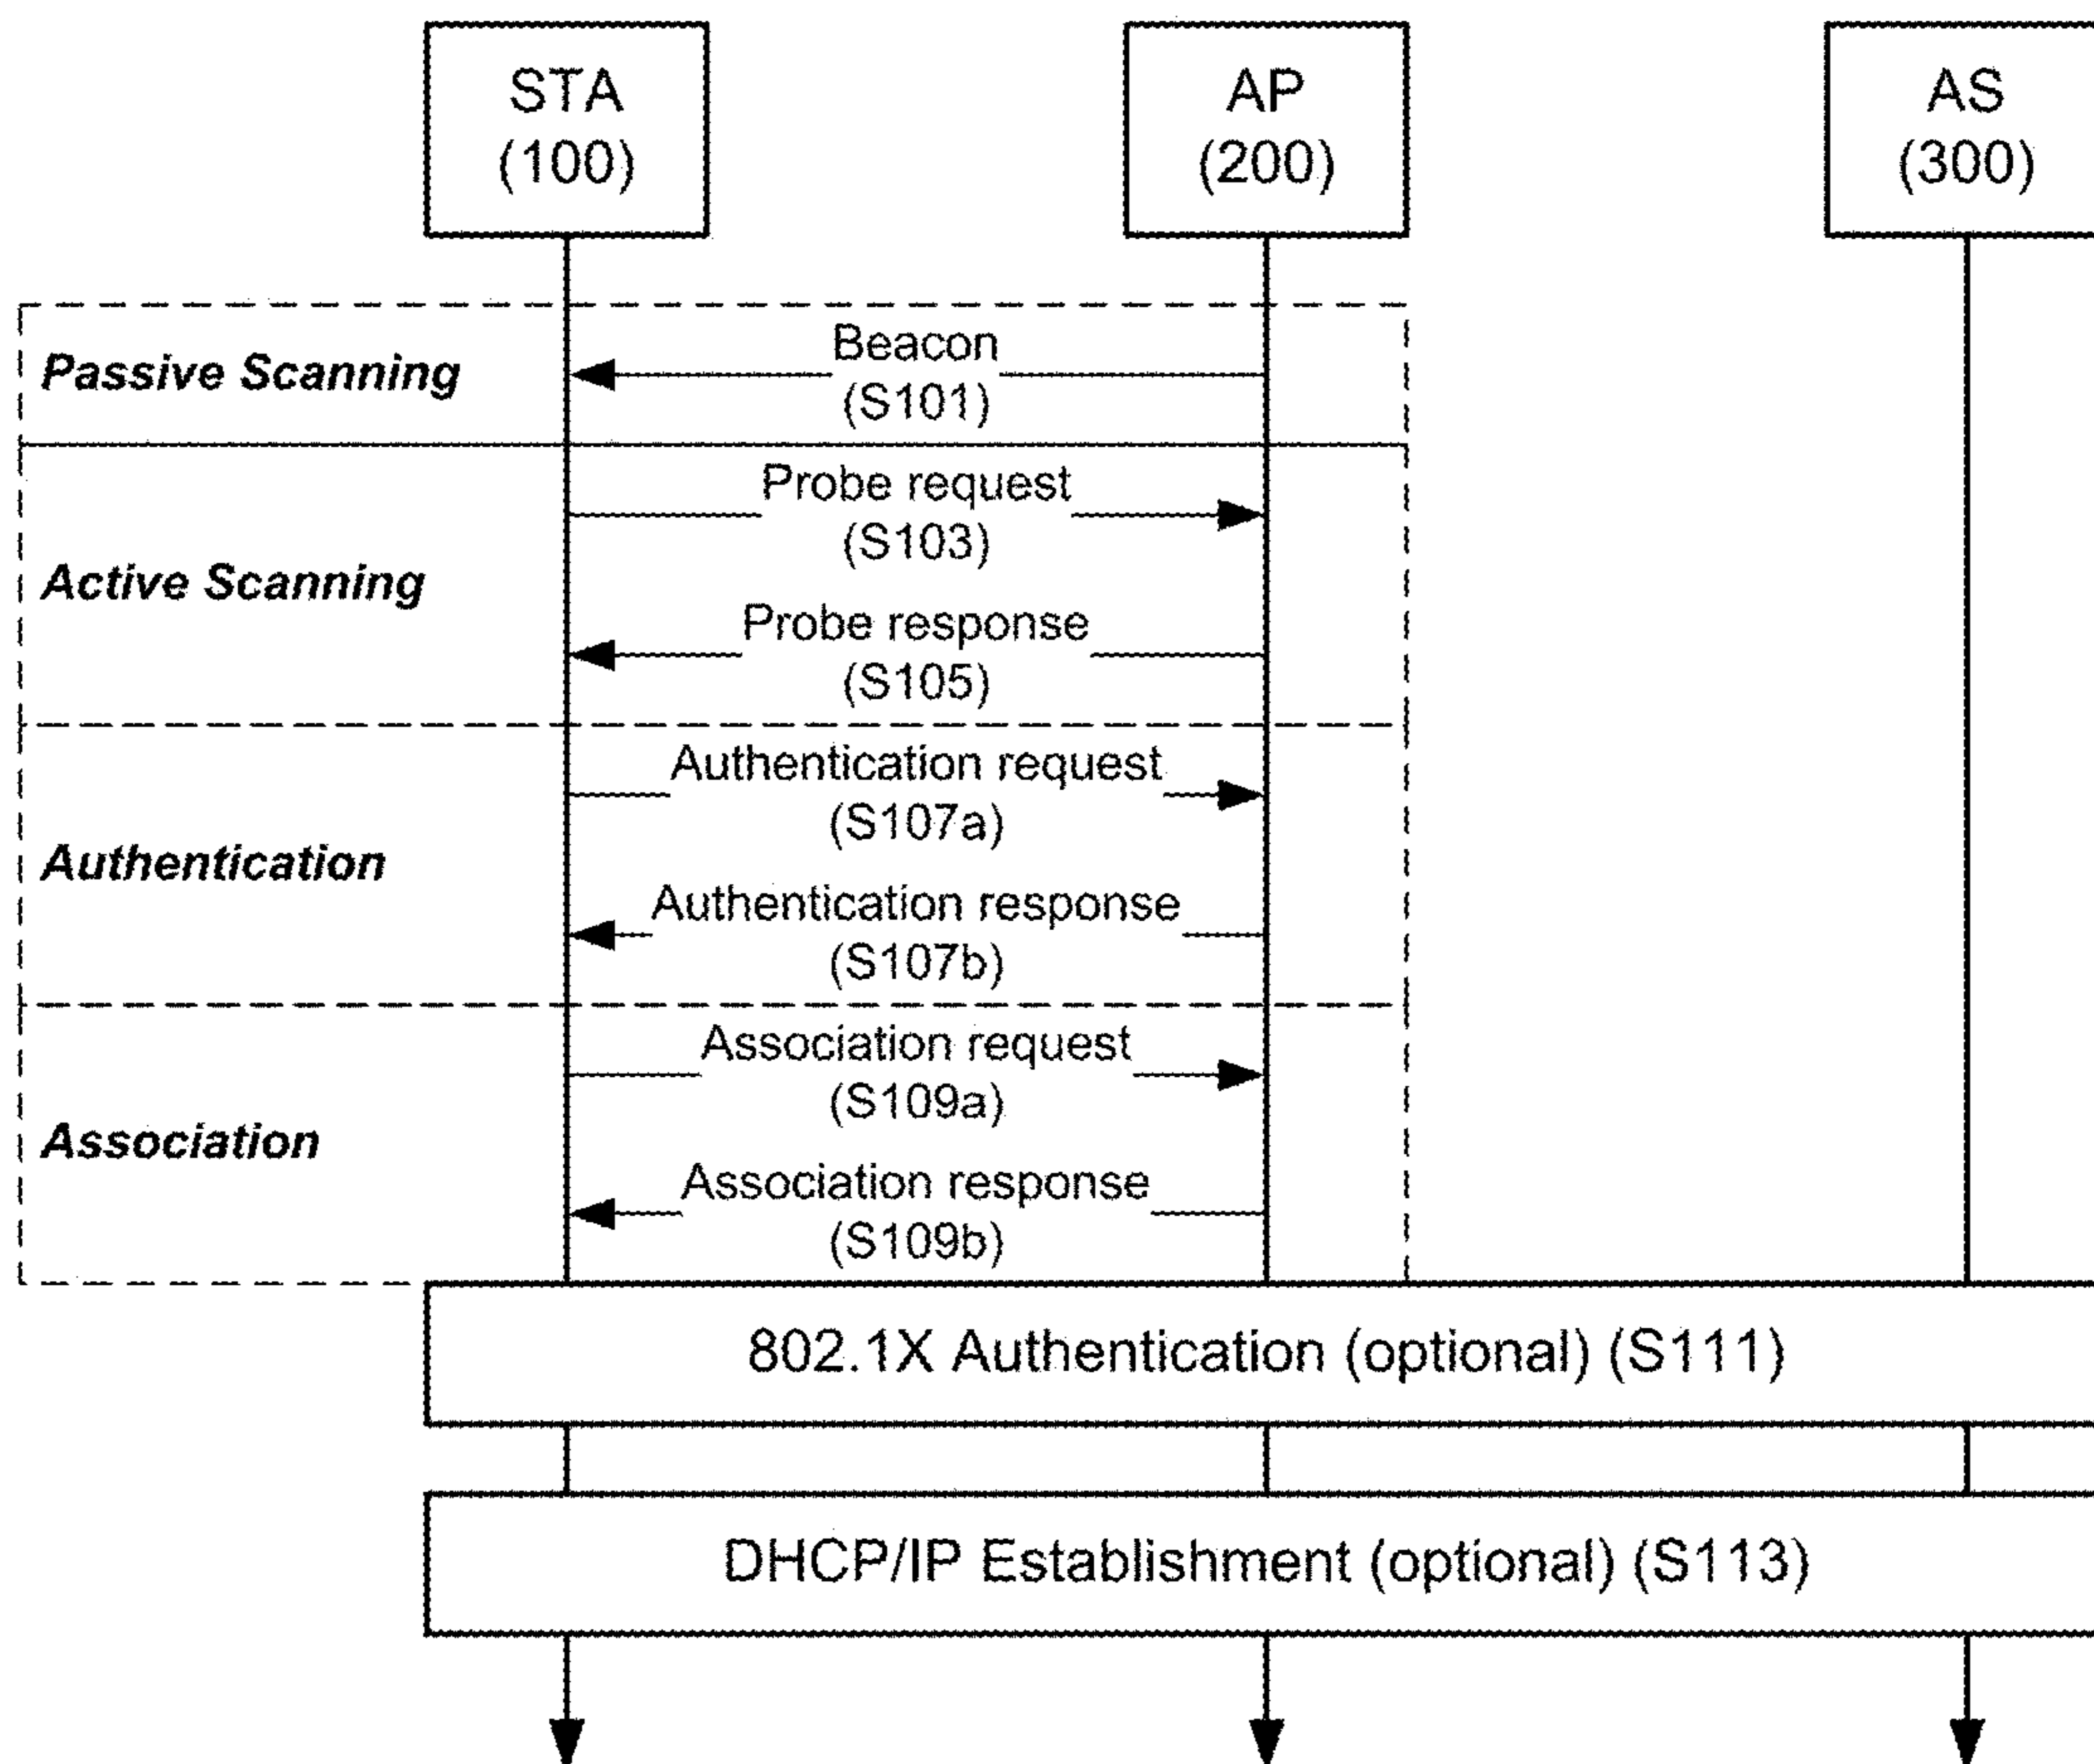 STA
(100)
AP
(200)
AS
(300)
Passive Scanning
Beacon
(S101)
Active Scanning
Probe request
(S103)
Probe response
(S105)
Authentication
Authentication request
(S107a)
Authentication response
(S107b)
Association
Association request
(S109a)
Association response
(S109b)
802.1X Authentication (optional) (S111)
DHCP/IP Establishment (optional) (S113)